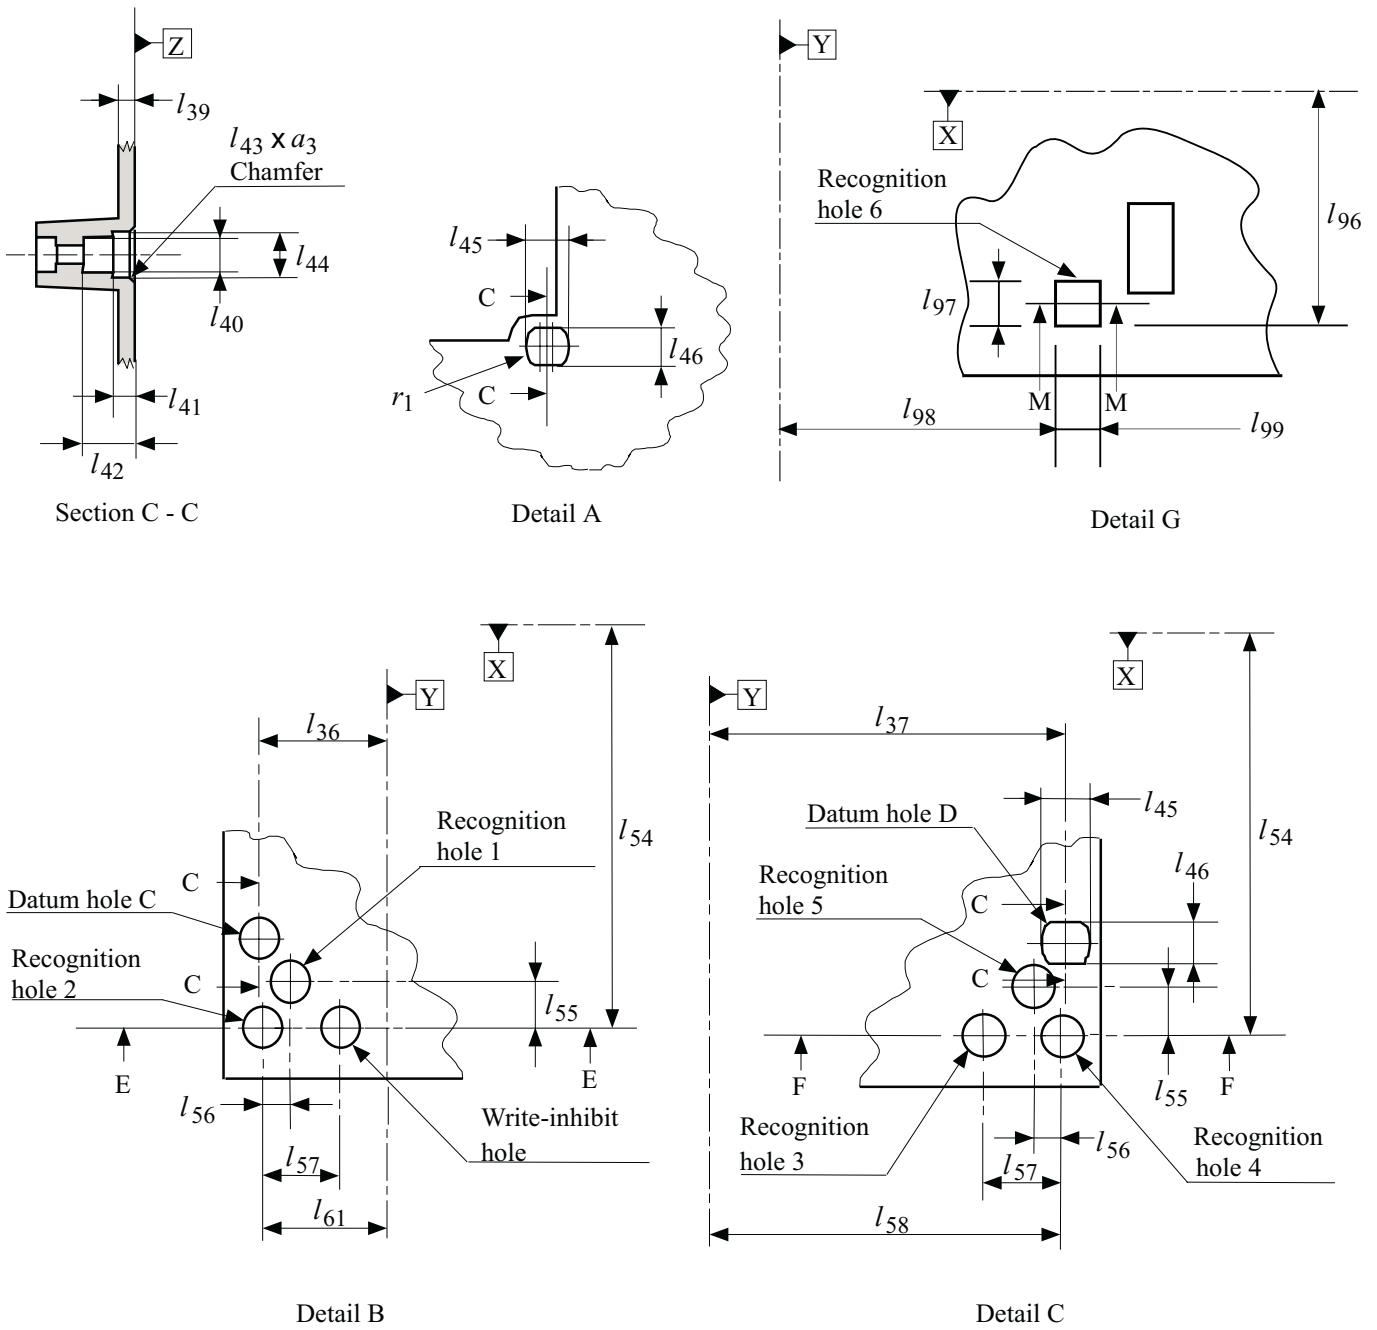 Z
l39
l43 x a3
Chamfer
l44
l40
l41
l42
Section C - C
l45
C
l46
r1
C
Detail A
Y
X
Recognition
hole 6
l96
l97
M
M
l98
l99
Detail G
X
Y
l36
Recognition
hole 1
l54
C
Datum hole C
Recognition
hole 2
C
l55
E
E
l56
Write-inhibit
hole
l57
l61
Detail B
X
Y
l37
Datum hole D
l45
l54
l46
Recognition
hole 5
C
C
F
F
l55
Recognition
hole 3
l56
Recognition
hole 4
l57
l58
Detail C